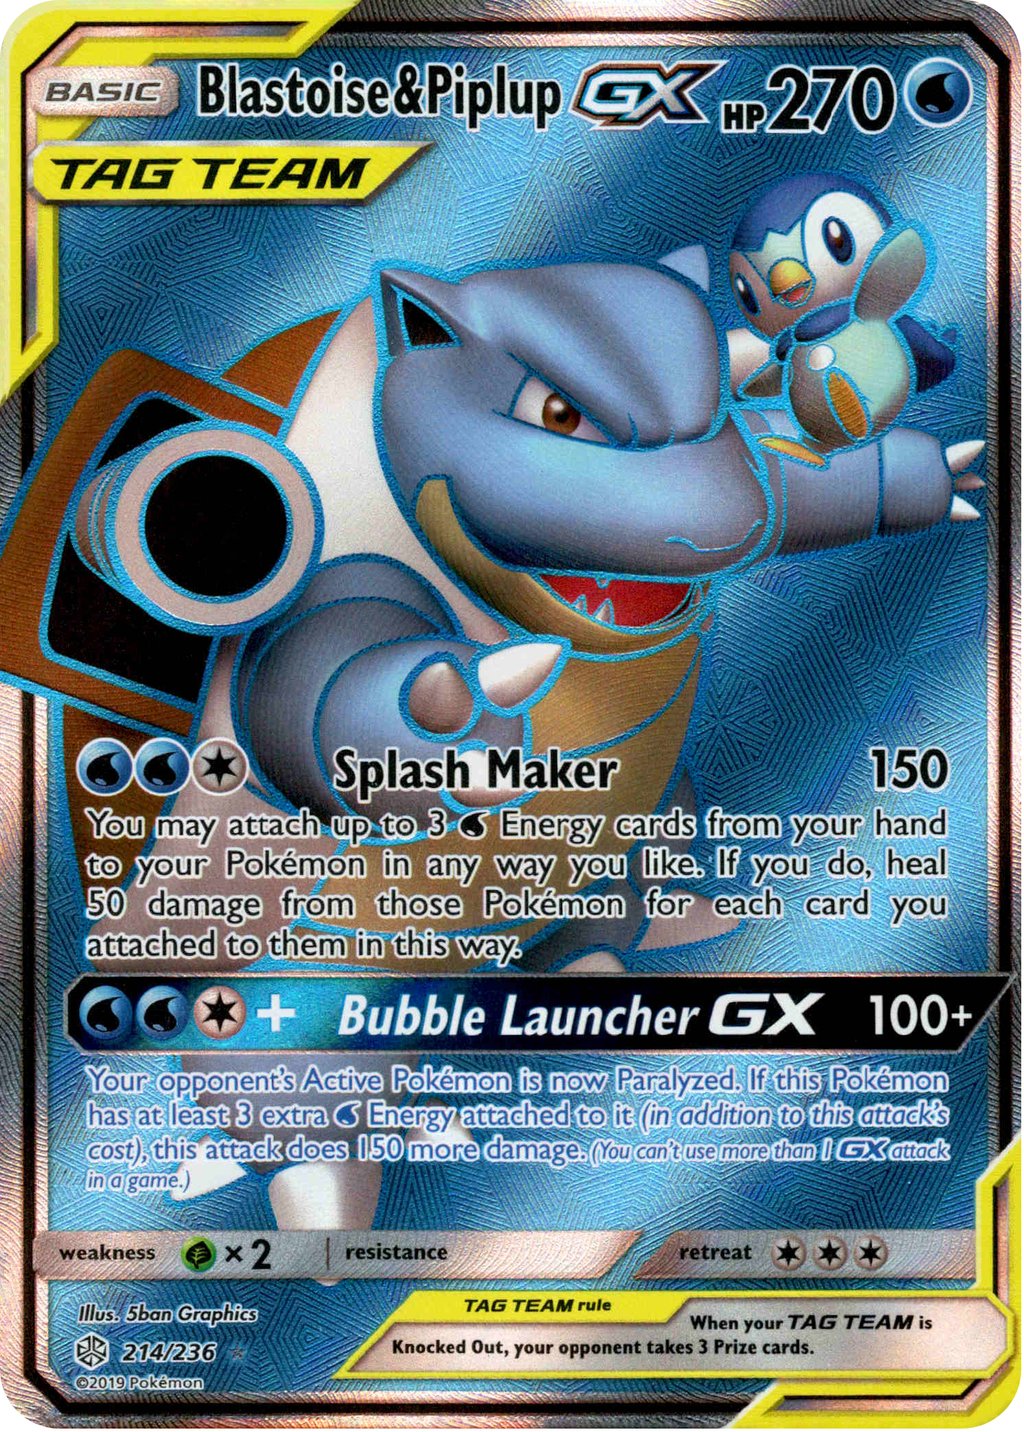 BASIC Blastoise&Piplup GX HP 270
TAG TEAM
Splash Maker 150
You may attach up to 3 Energy cards from your hand
to your Pokémon in any way you like. If you do, heal
50 damage from those Pokémon for each card you
attached to them in this way.
+ Bubble Launcher GX 100+
Your opponent's Active Pokémon is now Paralyzed. If this Pokémon
has at least 3 extra Energy attached to it (in addition to this attack's
cost), this attack does 150 more damage. (You can't use more than 1 GX attack
in a game.)
weakness × 2 resistance retreat
Illus. 5ban Graphics
TAG TEAM rule
When your TAG TEAM is
Knocked Out, your opponent takes 3 Prize cards.
214/236
©2019 Pokémon